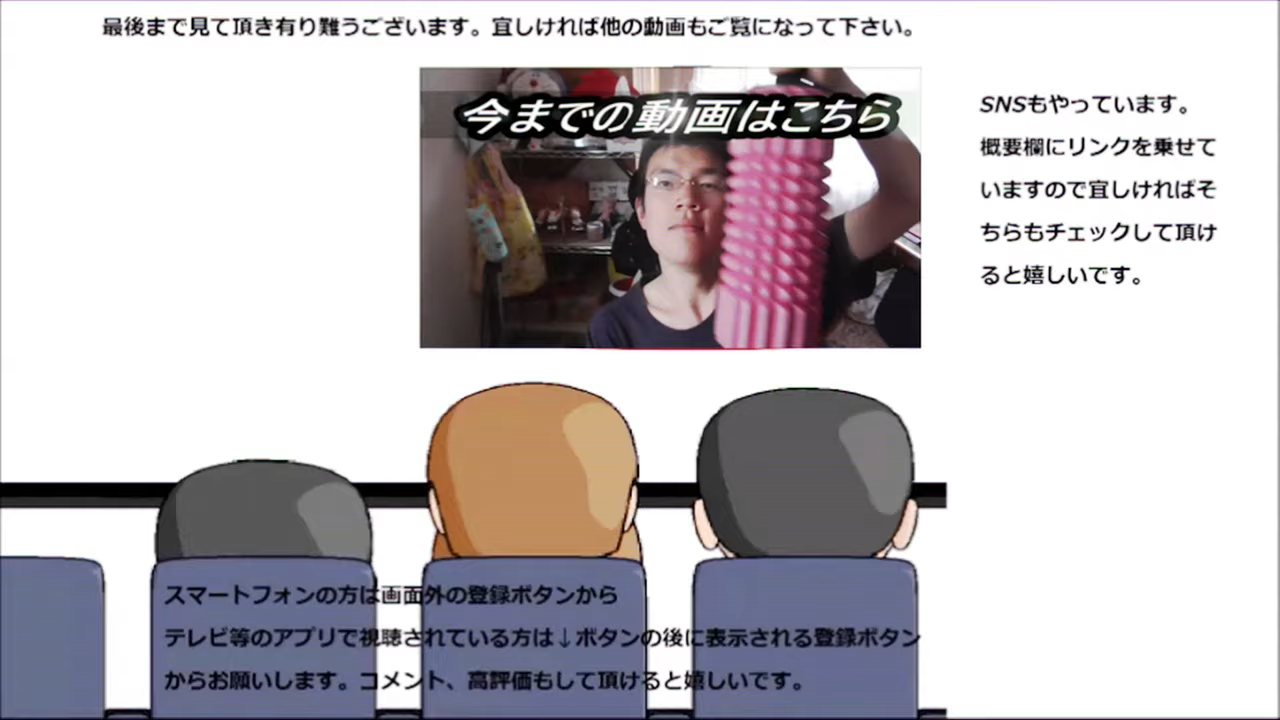 最後まで見て頂き有り難うございます。宜しければ他の動画もご覧になって下さい。
今までの動画はこちら
SNSもやっています。
概要欄にリンクを乗せて
いますので宜しければそ
ちらもチェックして頂け
ると嬉しいです。
スマートフォンの方は画面外の登録ボタンから
テレビ等のアプリで視聴されている方は↓ボタンの後に表示される登録ボタン
からお願いします。コメント、高評価もして頂けると嬉しいです。